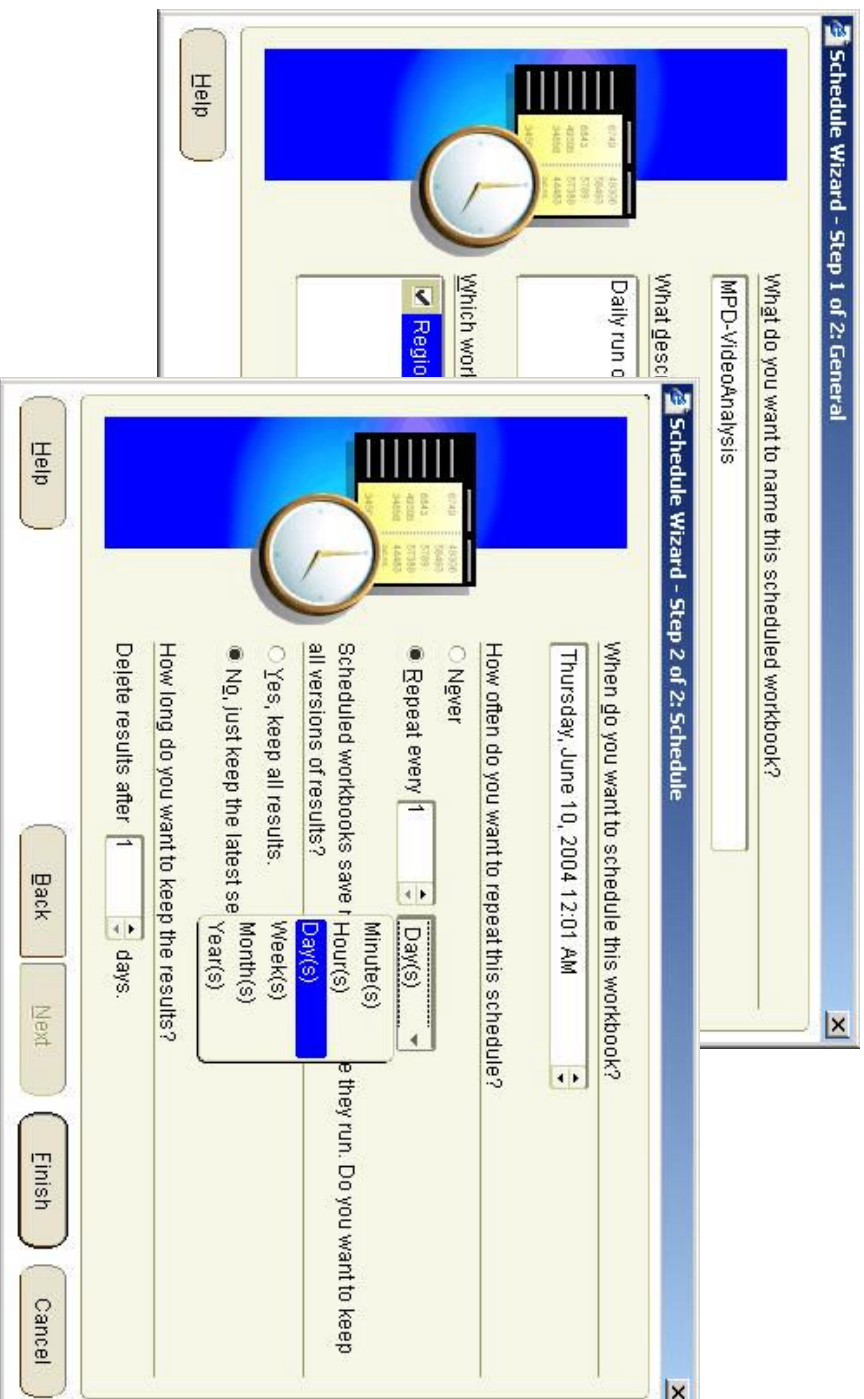 Schedule Wizard - Step 1 of 2: General
What do you want to name this scheduled workbook?
MPD-VideoAnalysis
What desc
Daily run o
Which work
Regio
Help
Schedule Wizard - Step 2 of 2: Schedule
When do you want to schedule this workbook?
Thursday, June 10, 2004 12:01 AM
How often do you want to repeat this schedule?
Never
Repeat every 1 Day(s)
Minute(s)
Hour(s)
Day(s)
Week(s)
Month(s)
Year(s)
Scheduled workbooks save e they run. Do you want to keep
all versions of results?
Yes, keep all results.
No, just keep the latest se
How long do you want to keep the results?
Delete results after 1 days.
Help
Back
Next
Finish
Cancel